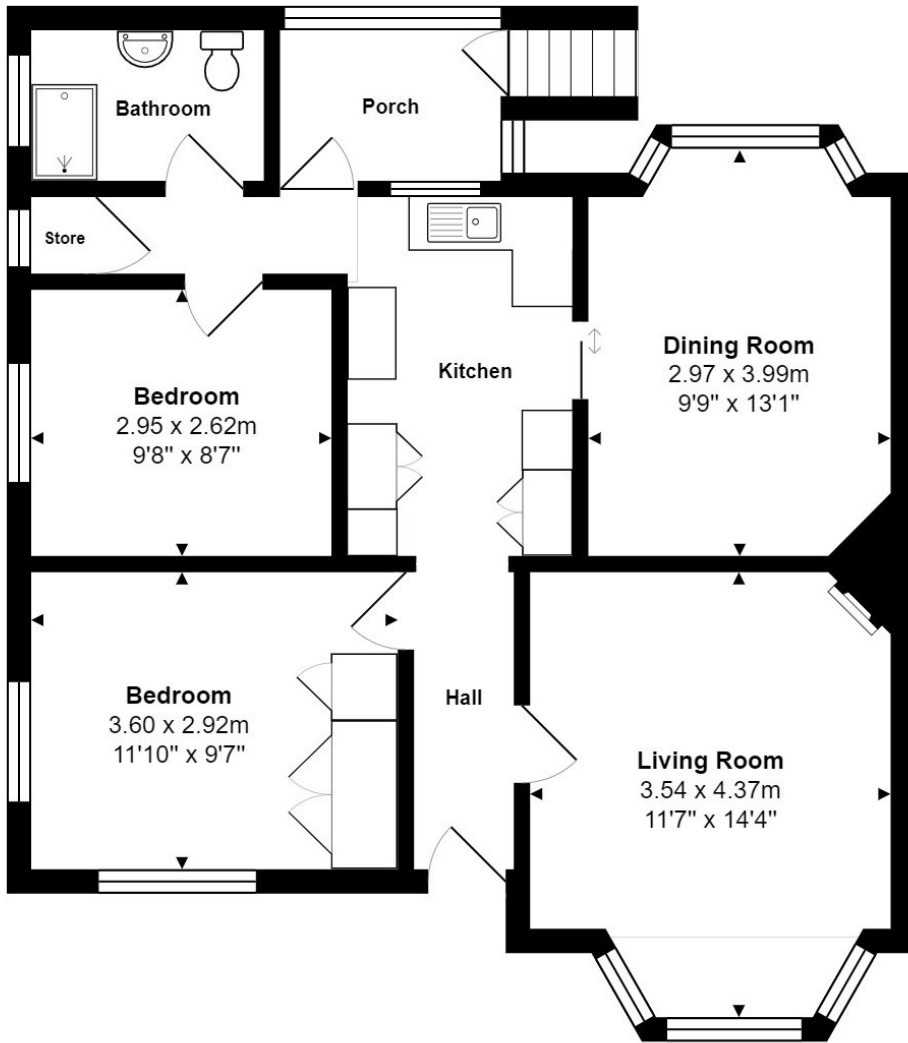 Bathroom
Porch
Store
Kitchen
Dining Room
2.97 x 3.99m
9'9" x 13'1"
Bedroom
2.95 x 2.62m
9'8" x 8'7"
Bedroom
3.60 x 2.92m
11'10" x 9'7"
Hall
Living Room
3.54 x 4.37m
11'7" x 14'4"